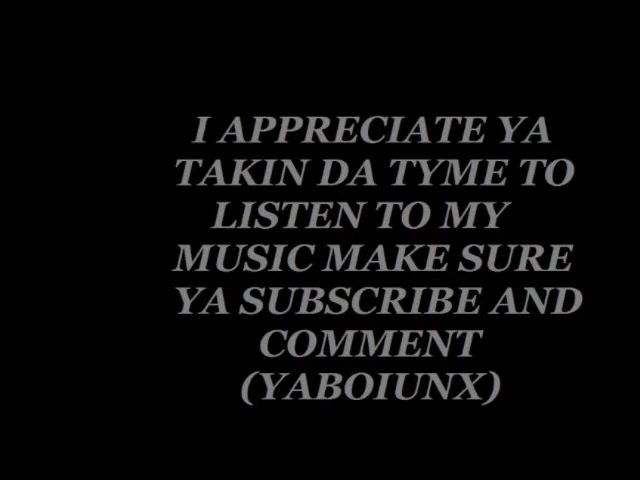 I APPRECIATE YA
TAKIN DA TYME TO
LISTEN TO MY
MUSIC MAKE SURE
YA SUBSCRIBE AND
COMMENT
(YABOIUNX)